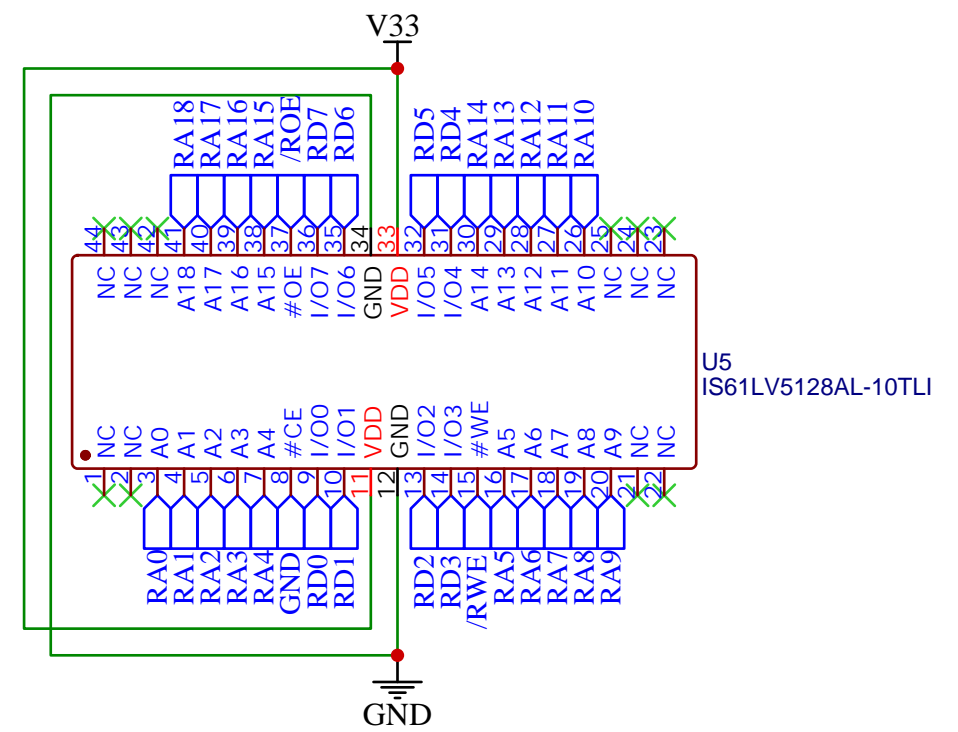 V33
RA18 RA17 RA16 RA15 /ROE RD7 RD6 RD5 RD4 RA14 RA13 RA12 RA11 RA10
44 43 42 41 40 39 38 37 36 35 34 33 32 31 30 29 28 27 26 25 24 23
NC NC NC A18 A17 A16 A15 #OE I/O7 I/O6 GND VDD I/O5 I/O4 A14 A13 A12 A11 A10 NC NC NC
U5
IS61LV5128AL-10TLI
NC NC A0 A1 A2 A3 A4 #CE I/O0 I/O1 VDD GND I/O2 I/O3 #WE A5 A6 A7 A8 A9 NC NC
1 2 3 4 5 6 7 8 9 10 11 12 13 14 15 16 17 18 19 20 21 22
RA0 RA1 RA2 RA3 RA4 GND RD0 RD1 RD2 RD3 /RWE RA5 RA6 RA7 RA8 RA9
GND